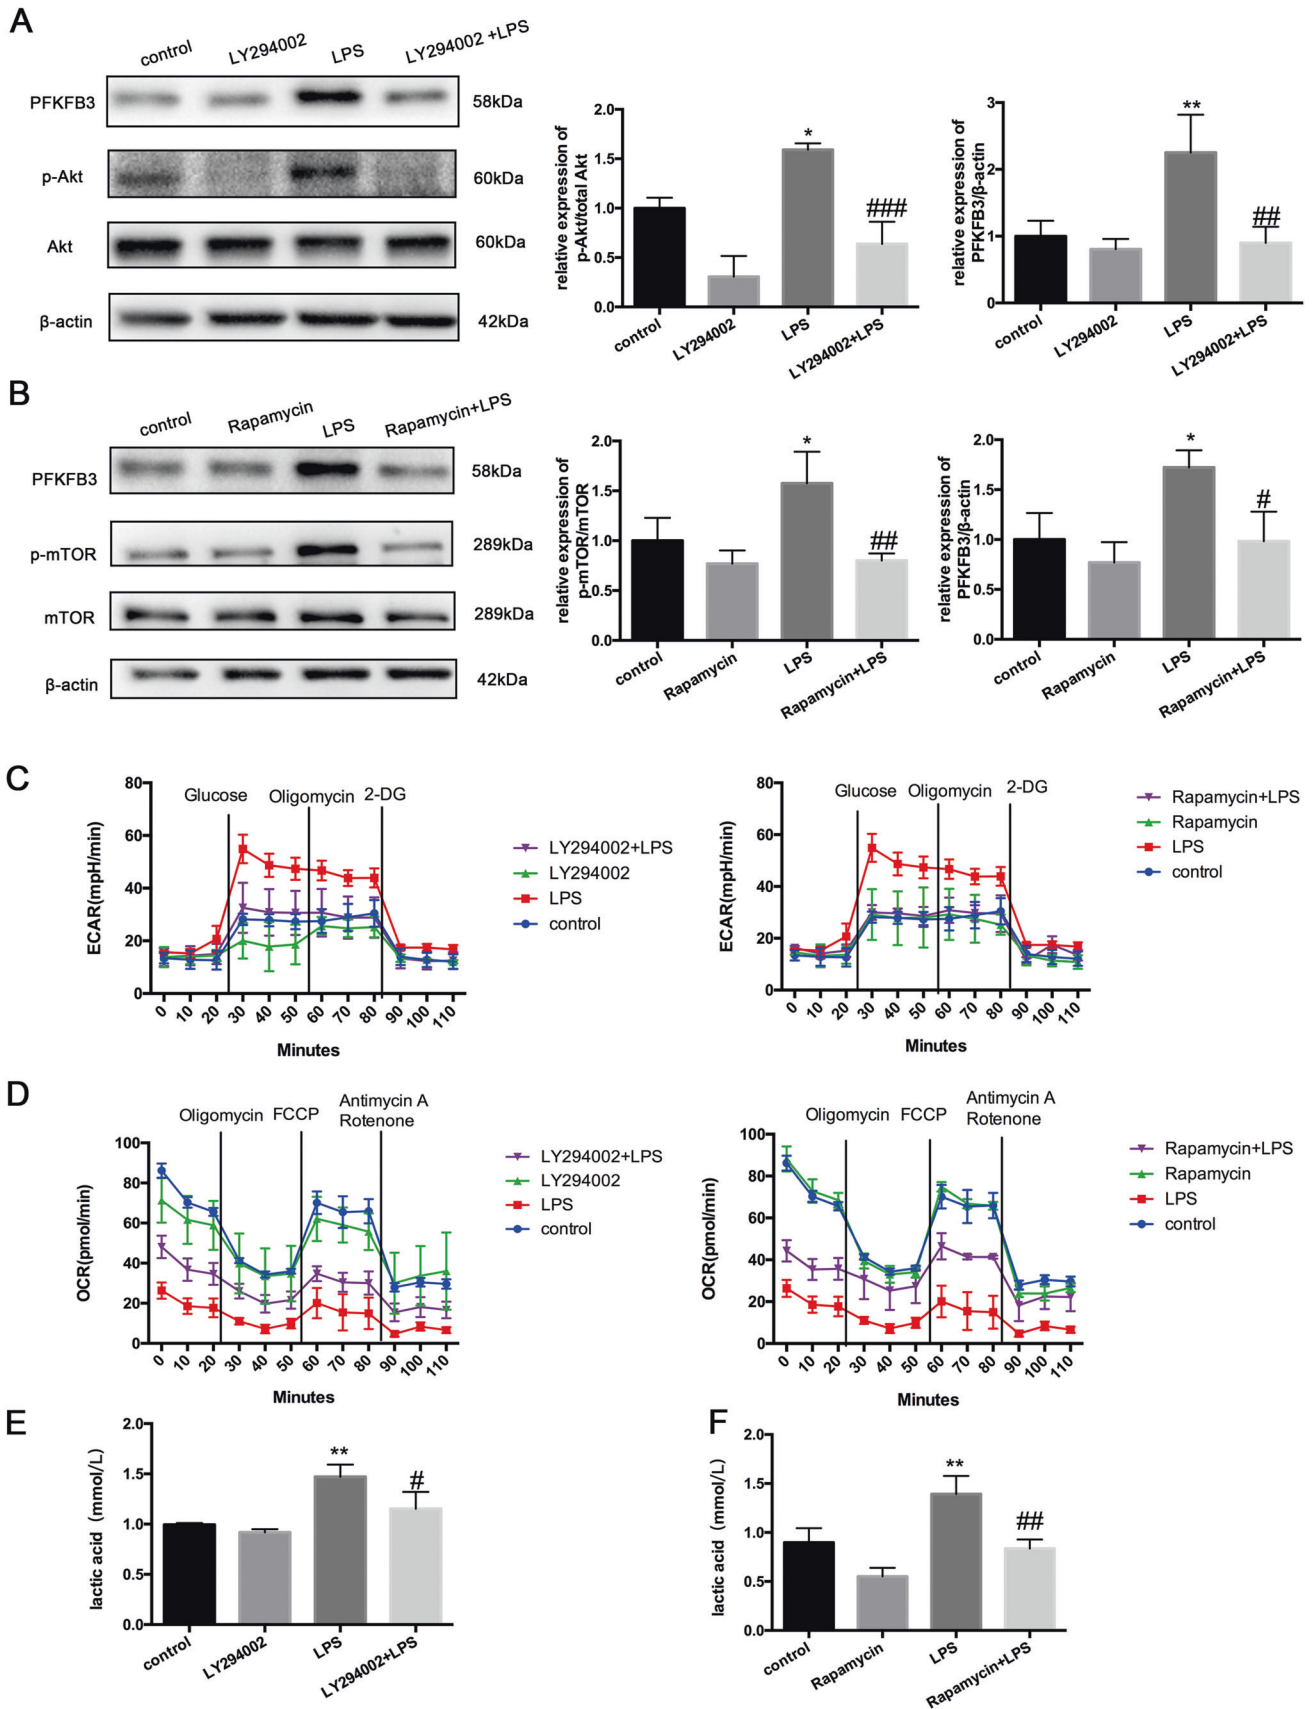 A
control LY294002 LPS LY294002 +LPS
PFKFB3 58kDa
p-Akt 60kDa
Akt 60kDa
β-actin 42kDa
relative expression of
p-Akt/total Akt
2.0
1.5
1.0
0.5
0.0
*
###
control LY294002 LPS LY294002+LPS
relative expression of
PFKFB3/β-actin
3
2
1
0
**
##
control LY294002 LPS LY294002+LPS
B
control Rapamycin LPS Rapamycin+LPS
PFKFB3 58kDa
p-mTOR 289kDa
mTOR 289kDa
β-actin 42kDa
relative expression of
p-mTOR/mTOR
2.0
1.5
1.0
0.5
0.0
*
##
control Rapamycin LPS Rapamycin+LPS
relative expression of
PFKFB3/β-actin
2.0
1.5
1.0
0.5
0.0
*
#
control Rapamycin LPS Rapamycin+LPS
C
ECAR(mpH/min)
80
60
40
20
0
Glucose Oligomycin 2-DG
0 10 20 30 40 50 60 70 80 90 100 110
Minutes
LY294002+LPS
LY294002
LPS
control
ECAR(mpH/min)
80
60
40
20
0
Glucose Oligomycin 2-DG
0 10 20 30 40 50 60 70 80 90 100 110
Minutes
Rapamycin+LPS
Rapamycin
LPS
control
D
OCR(pmol/min)
100
80
60
40
20
0
Oligomycin FCCP Antimycin A
Rotenone
0 10 20 30 40 50 60 70 80 90 100 110
Minutes
LY294002+LPS
LY294002
LPS
control
OCR(pmol/min)
100
80
60
40
20
0
Oligomycin FCCP Antimycin A
Rotenone
0 10 20 30 40 50 60 70 80 90 100 110
Minutes
Rapamycin+LPS
Rapamycin
LPS
control
E
lactic acid (mmol/L)
2.0
1.5
1.0
0.5
0.0
**
#
control LY294002 LPS LY294002+LPS
F
lactic acid (mmol/L)
2.0
1.5
1.0
0.5
0.0
**
##
control Rapamycin LPS Rapamycin+LPS